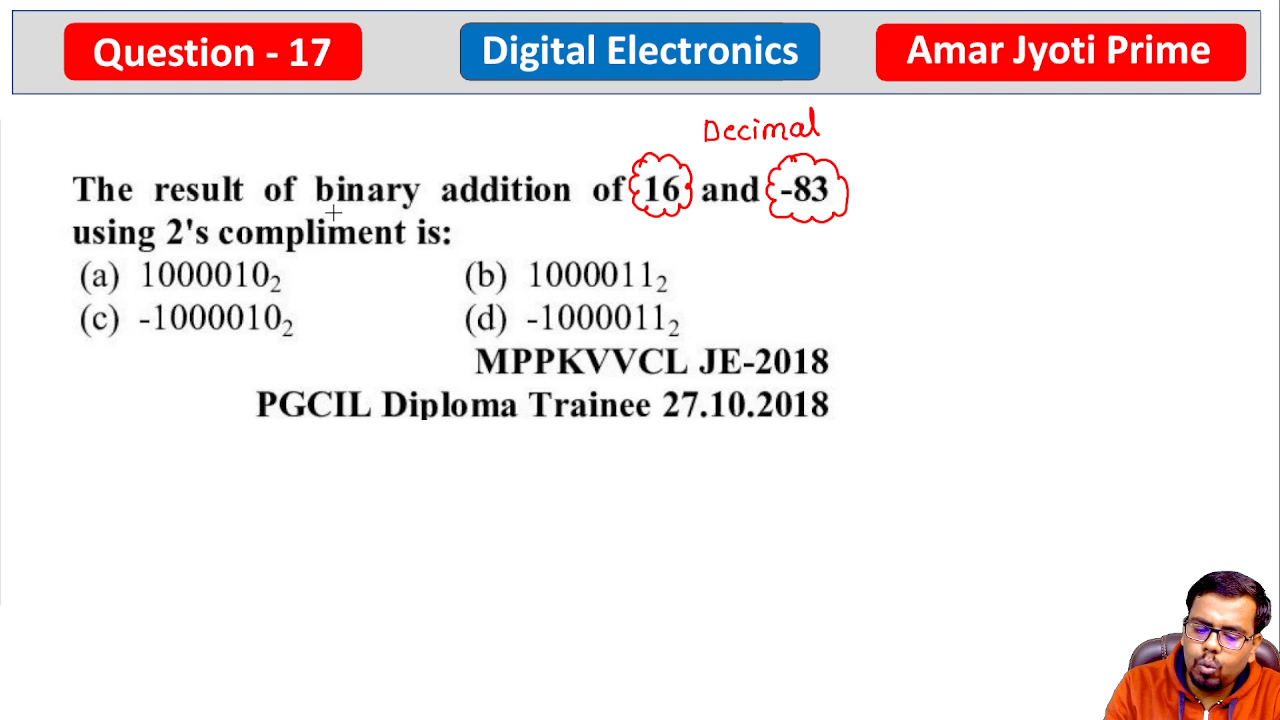 Question - 17
Digital Electronics
Amar Jyoti Prime
Decimal
The result of binary addition of 16 and -83
using 2's compliment is:
(a) 1000010₂ (b) 1000011₂
(c) -1000010₂ (d) -1000011₂
MPPKVVCL JE-2018
PGCIL Diploma Trainee 27.10.2018